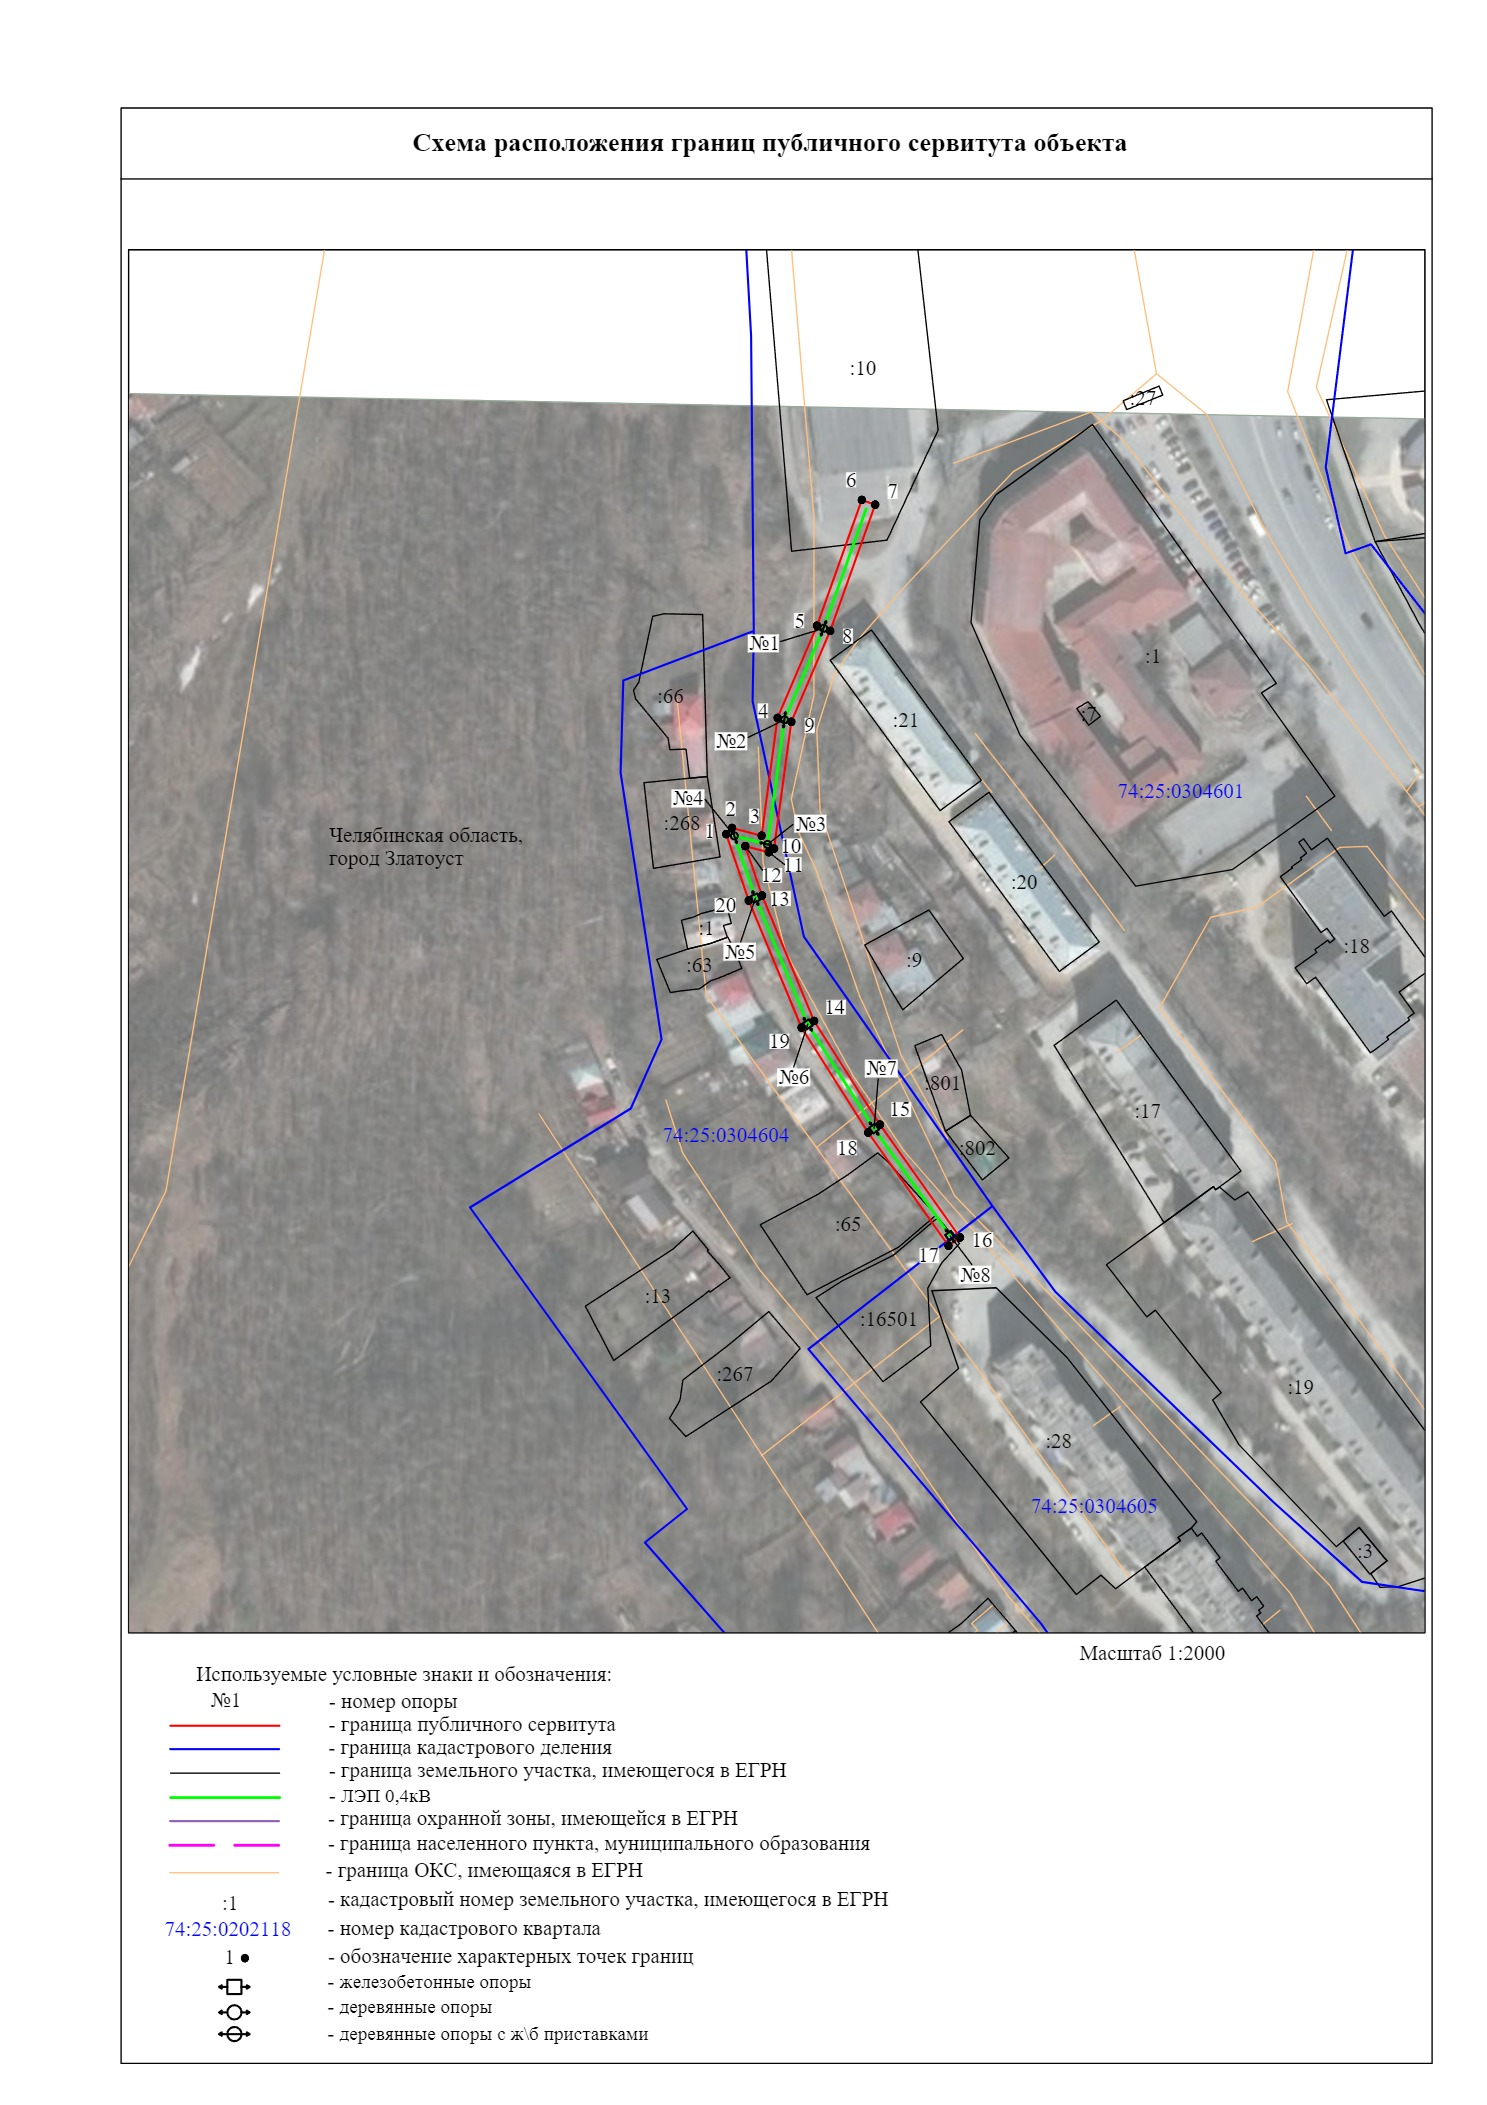 Схема расположения границ публичного сервитута объекта
:10
:27
6
7
5
8
№1
:1
:66
:7
4
9
:21
№2
74:25:0304601
№4
2
3
№3
1
:268
10
11
12
Челябинская область,
город Златоуст
:20
13
20
:1
№5
:63
:9
:18
14
19
№6
№7
:801
15
:17
74:25:0304604
18
:802
:65
16
17
№8
:13
:16501
:267
:19
:28
74:25:0304605
:3
Масштаб 1:2000
Используемые условные знаки и обозначения:
№1 - номер опоры
- граница публичного сервитута
- граница кадастрового деления
- граница земельного участка, имеющегося в ЕГРН
- ЛЭП 0,4кВ
- граница охранной зоны, имеющейся в ЕГРН
- граница населенного пункта, муниципального образования
- граница ОКС, имеющаяся в ЕГРН
:1 - кадастровый номер земельного участка, имеющегося в ЕГРН
74:25:0202118 - номер кадастрового квартала
1 - обозначение характерных точек границ
- железобетонные опоры
- деревянные опоры
- деревянные опоры с ж\б приставками